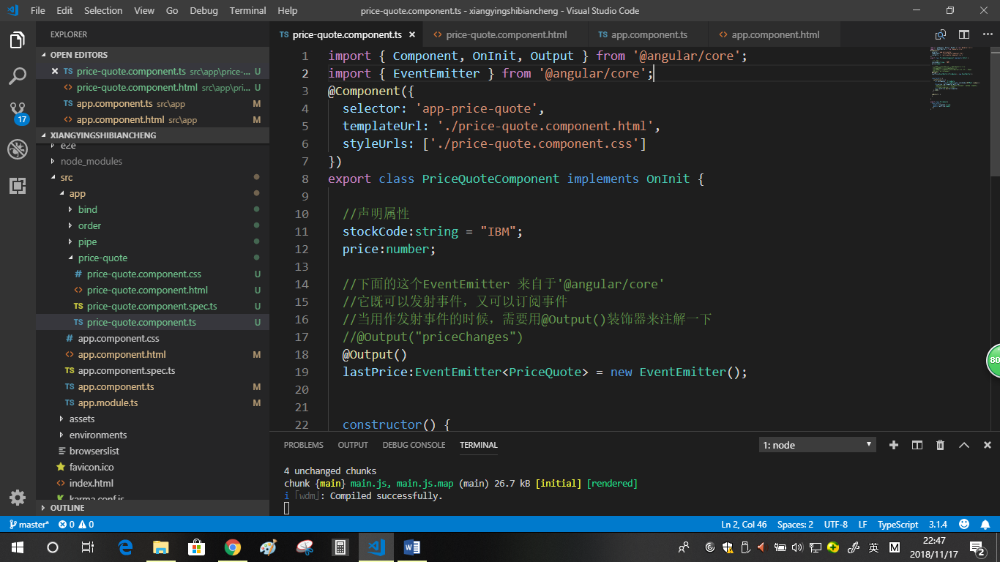 File Edit Selection View Go Debug Terminal Help
price-quote.component.ts - xiangyingshibiancheng - Visual Studio Code
EXPLORER
OPEN EDITORS
TS price-quote.component.ts src\app\price-... U
<> price-quote.component.html src\app\pri... U
TS app.component.ts src\app M
<> app.component.html src\app M
17
XIANGYINGSHIBIANCHENG
e2e
node_modules
src
app
bind
order
pipe
price-quote
# price-quote.component.css U
<> price-quote.component.html U
TS price-quote.component.spec.ts U
TS price-quote.component.ts U
# app.component.css
<> app.component.html M
TS app.component.spec.ts
TS app.component.ts M
TS app.module.ts M
assets
environments
browserslist
favicon.ico
<> index.html
karma.conf.js
OUTLINE
TS price-quote.component.ts
<> price-quote.component.html
TS app.component.ts
<> app.component.html
1 import { Component, OnInit, Output } from '@angular/core';
2 import { EventEmitter } from '@angular/core';
3 @Component({
4 selector: 'app-price-quote',
5 templateUrl: './price-quote.component.html',
6 styleUrls: ['./price-quote.component.css']
7 })
8 export class PriceQuoteComponent implements OnInit {
9
10 //声明属性
11 stockCode:string = "IBM";
12 price:number;
13
14 //下面的这个EventEmitter 来自于'@angular/core'
15 //它既可以发射事件，又可以订阅事件
16 //当用作发射事件的时候，需要用@Output()装饰器来注解一下
17 //@Output("priceChanges")
18 @Output()
19 lastPrice:EventEmitter<PriceQuote> = new EventEmitter();
20
21
22 constructor() {
80
PROBLEMS OUTPUT DEBUG CONSOLE TERMINAL
1: node
4 unchanged chunks
chunk {main} main.js, main.js.map (main) 26.7 kB [initial] [rendered]
i ｢wdm｣: Compiled successfully.
master* 0 0
Ln 2, Col 46 Spaces: 2 UTF-8 LF TypeScript 3.1.4
英 M
22:47
2018/11/17
2